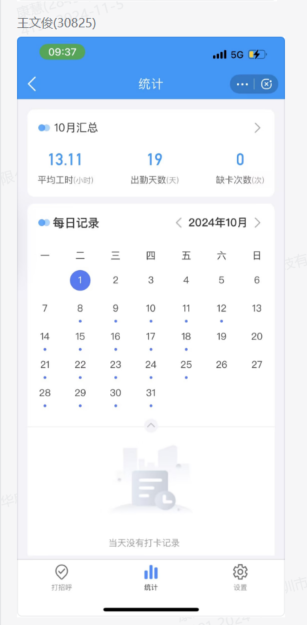 王文俊(30825)
09:37
5G
统计
10月汇总
13.11 19 0
平均工时(小时) 出勤天数(天) 缺卡次数(次)
每日记录 2024年10月
一 二 三 四 五 六 日
1 2 3 4 5 6
7 8 9 10 11 12 13
14 15 16 17 18 19 20
21 22 23 24 25 26 27
28 29 30 31
当天没有打卡记录
打招呼 统计 设置